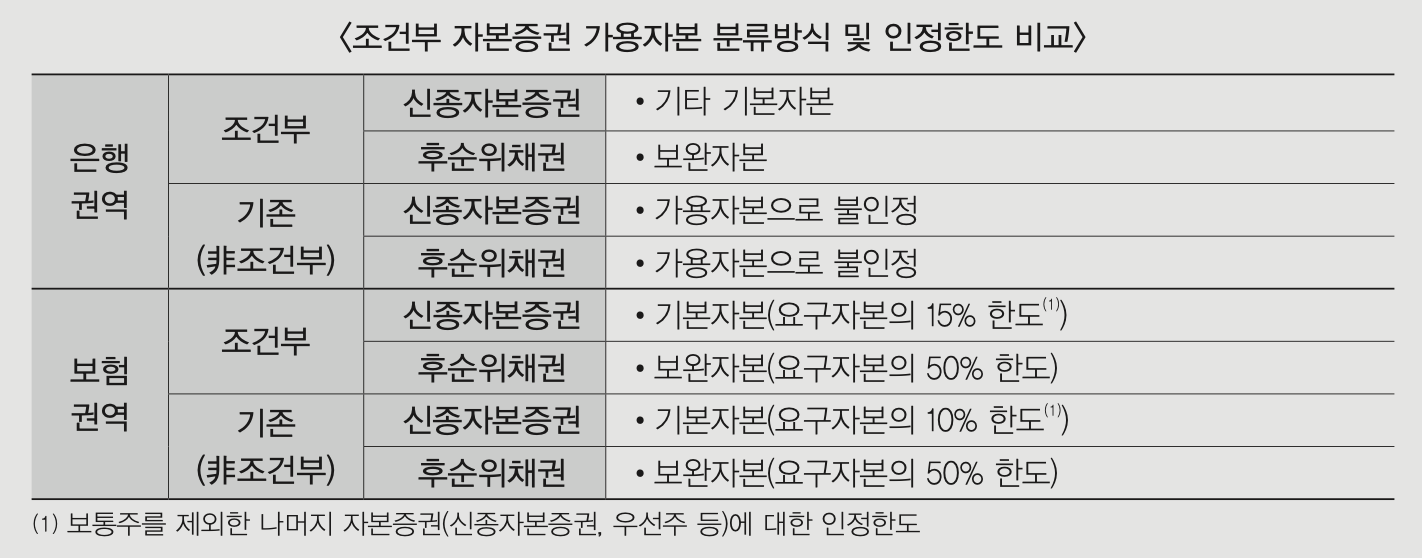 〈조건부 자본증권 가용자본 분류방식 및 인정한도 비교〉
은행
권역
조건부
신종자본증권
• 기타 기본자본
후순위채권
• 보완자본
기존
(非조건부)
신종자본증권
• 가용자본으로 불인정
후순위채권
• 가용자본으로 불인정
보험
권역
조건부
신종자본증권
• 기본자본(요구자본의 15% 한도(1))
후순위채권
• 보완자본(요구자본의 50% 한도)
기존
(非조건부)
신종자본증권
• 기본자본(요구자본의 10% 한도(1))
후순위채권
• 보완자본(요구자본의 50% 한도)
(1) 보통주를 제외한 나머지 자본증권(신종자본증권, 우선주 등)에 대한 인정한도